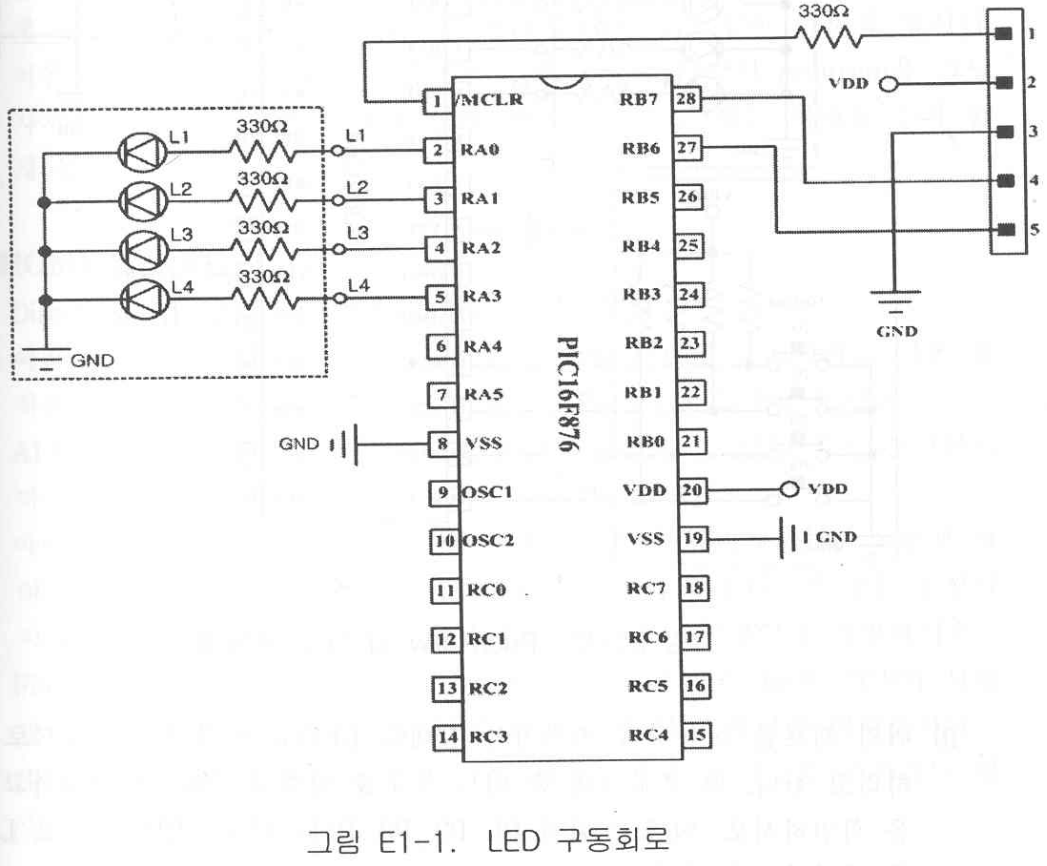 330Ω
1
VDD
2
3
4
5
GND
1 /MCLR
2 RA0
3 RA1
4 RA2
5 RA3
6 RA4
7 RA5
8 VSS
9 OSC1
10 OSC2
11 RC0
12 RC1
13 RC2
14 RC3
RB7 28
RB6 27
RB5 26
RB4 25
RB3 24
RB2 23
RB1 22
RB0 21
VDD 20
VSS 19
RC7 18
RC6 17
RC5 16
RC4 15
PIC16F876
L1 330Ω L1
L2 330Ω L2
L3 330Ω L3
L4 330Ω L4
GND
GND
VDD
GND
그림 E1-1. LED 구동회로